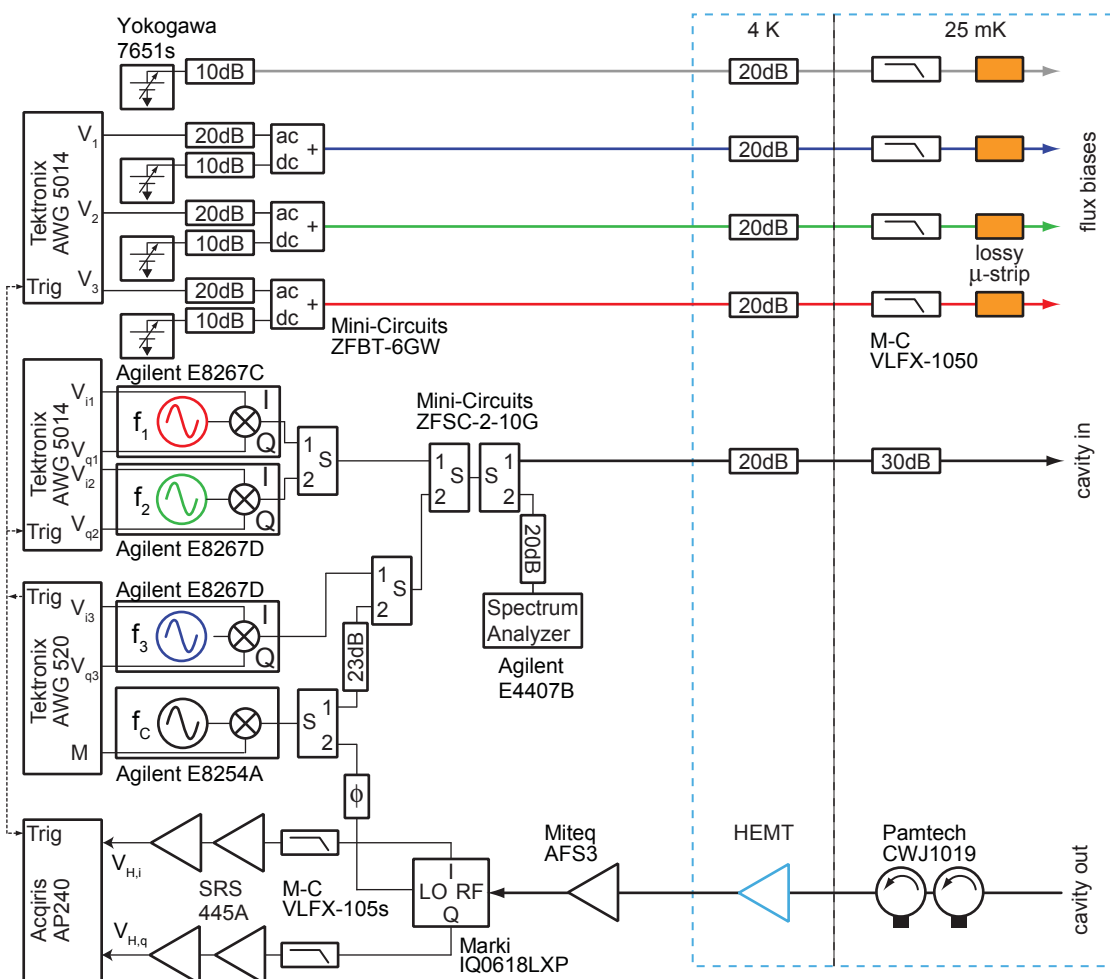 Yokogawa
7651s
4 K
25 mK
10dB
20dB
Tektronix
AWG 5014
V1
20dB
ac
dc
+
20dB
10dB
V2
20dB
ac
dc
+
20dB
10dB
lossy
μ-strip
Trig
V3
20dB
ac
dc
+
20dB
10dB
Mini-Circuits
ZFBT-6GW
M-C
VLFX-1050
flux biases
Agilent E8267C
Tektronix
AWG 5014
Vi1
f1
I
Q
Vq1
Vi2
f2
Q
Trig
Vq2
Agilent E8267D
1
S
2
Mini-Circuits
ZFSC-2-10G
1
S
2
S
1
2
20dB
30dB
cavity in
20dB
Spectrum
Analyzer
Agilent
E4407B
Agilent E8267D
Trig
Tektronix
AWG 520
Vi3
f3
I
Q
Vq3
1
S
2
23dB
fC
M
S
1
2
Agilent E8254A
ϕ
Acqiris
AP240
Trig
VH,i
VH,q
SRS
445A
M-C
VLFX-105s
I
LO RF
Q
Marki
IQ0618LXP
Miteq
AFS3
HEMT
Pamtech
CWJ1019
cavity out